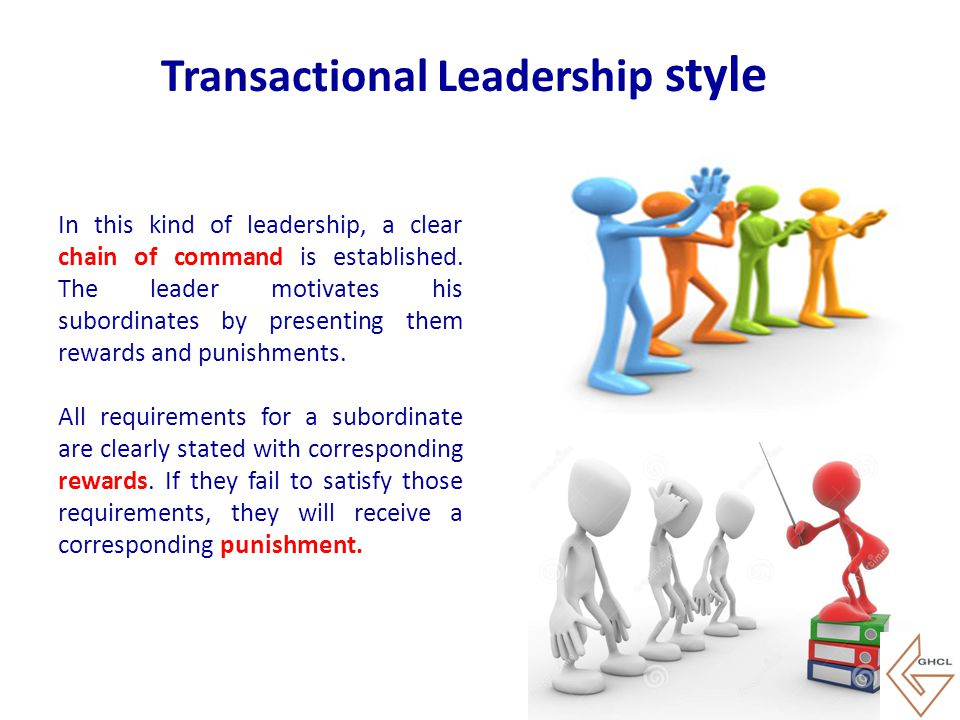 Transactional Leadership style
In this kind of leadership, a clear
chain of command is established.
The leader motivates his
subordinates by presenting them
rewards and punishments.
All requirements for a subordinate
are clearly stated with corresponding
rewards. If they fail to satisfy those
requirements, they will receive a
corresponding punishment.
GHCL